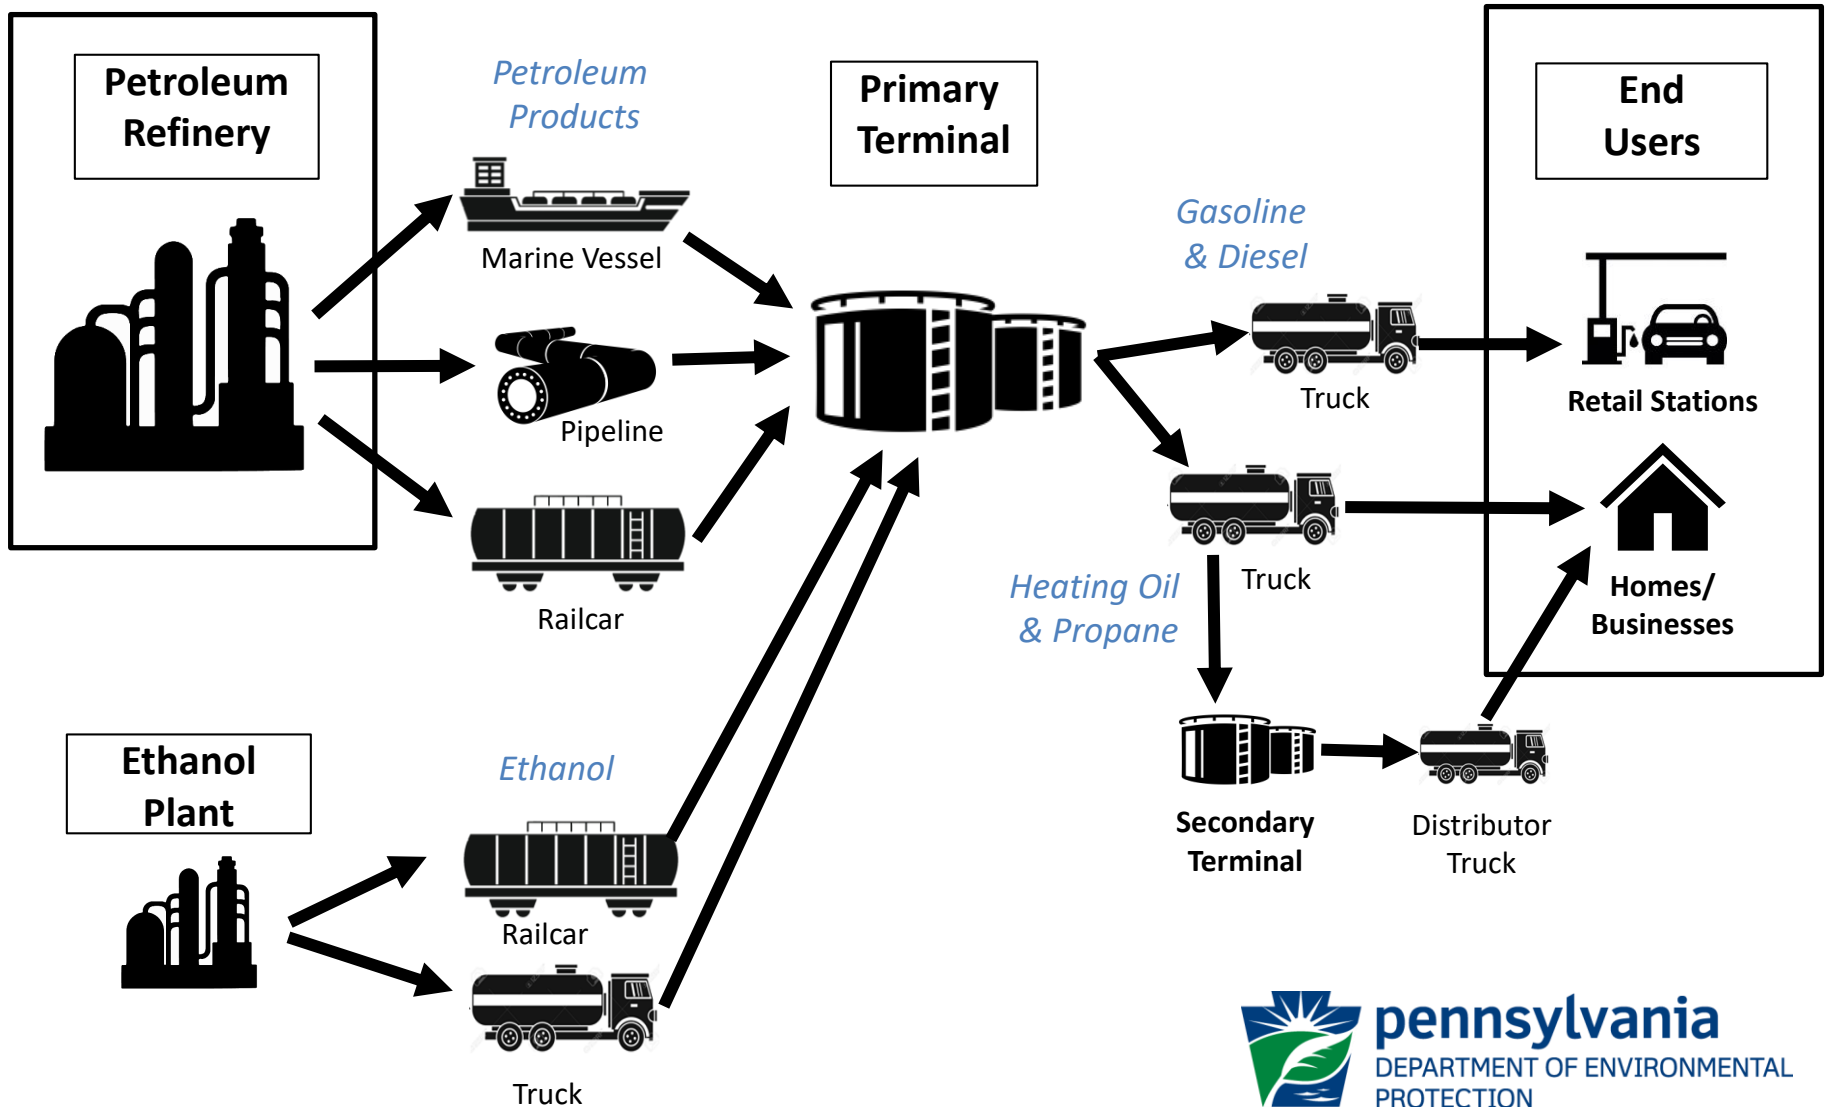 Petroleum
Refinery
Petroleum
Products
Marine Vessel
Pipeline
Railcar
Primary
Terminal
Gasoline
& Diesel
Truck
Truck
Heating Oil
& Propane
Secondary
Terminal
Distributor
Truck
End
Users
Retail Stations
Homes/
Businesses
Ethanol
Plant
Ethanol
Railcar
Truck
pennsylvania
DEPARTMENT OF ENVIRONMENTAL
PROTECTION